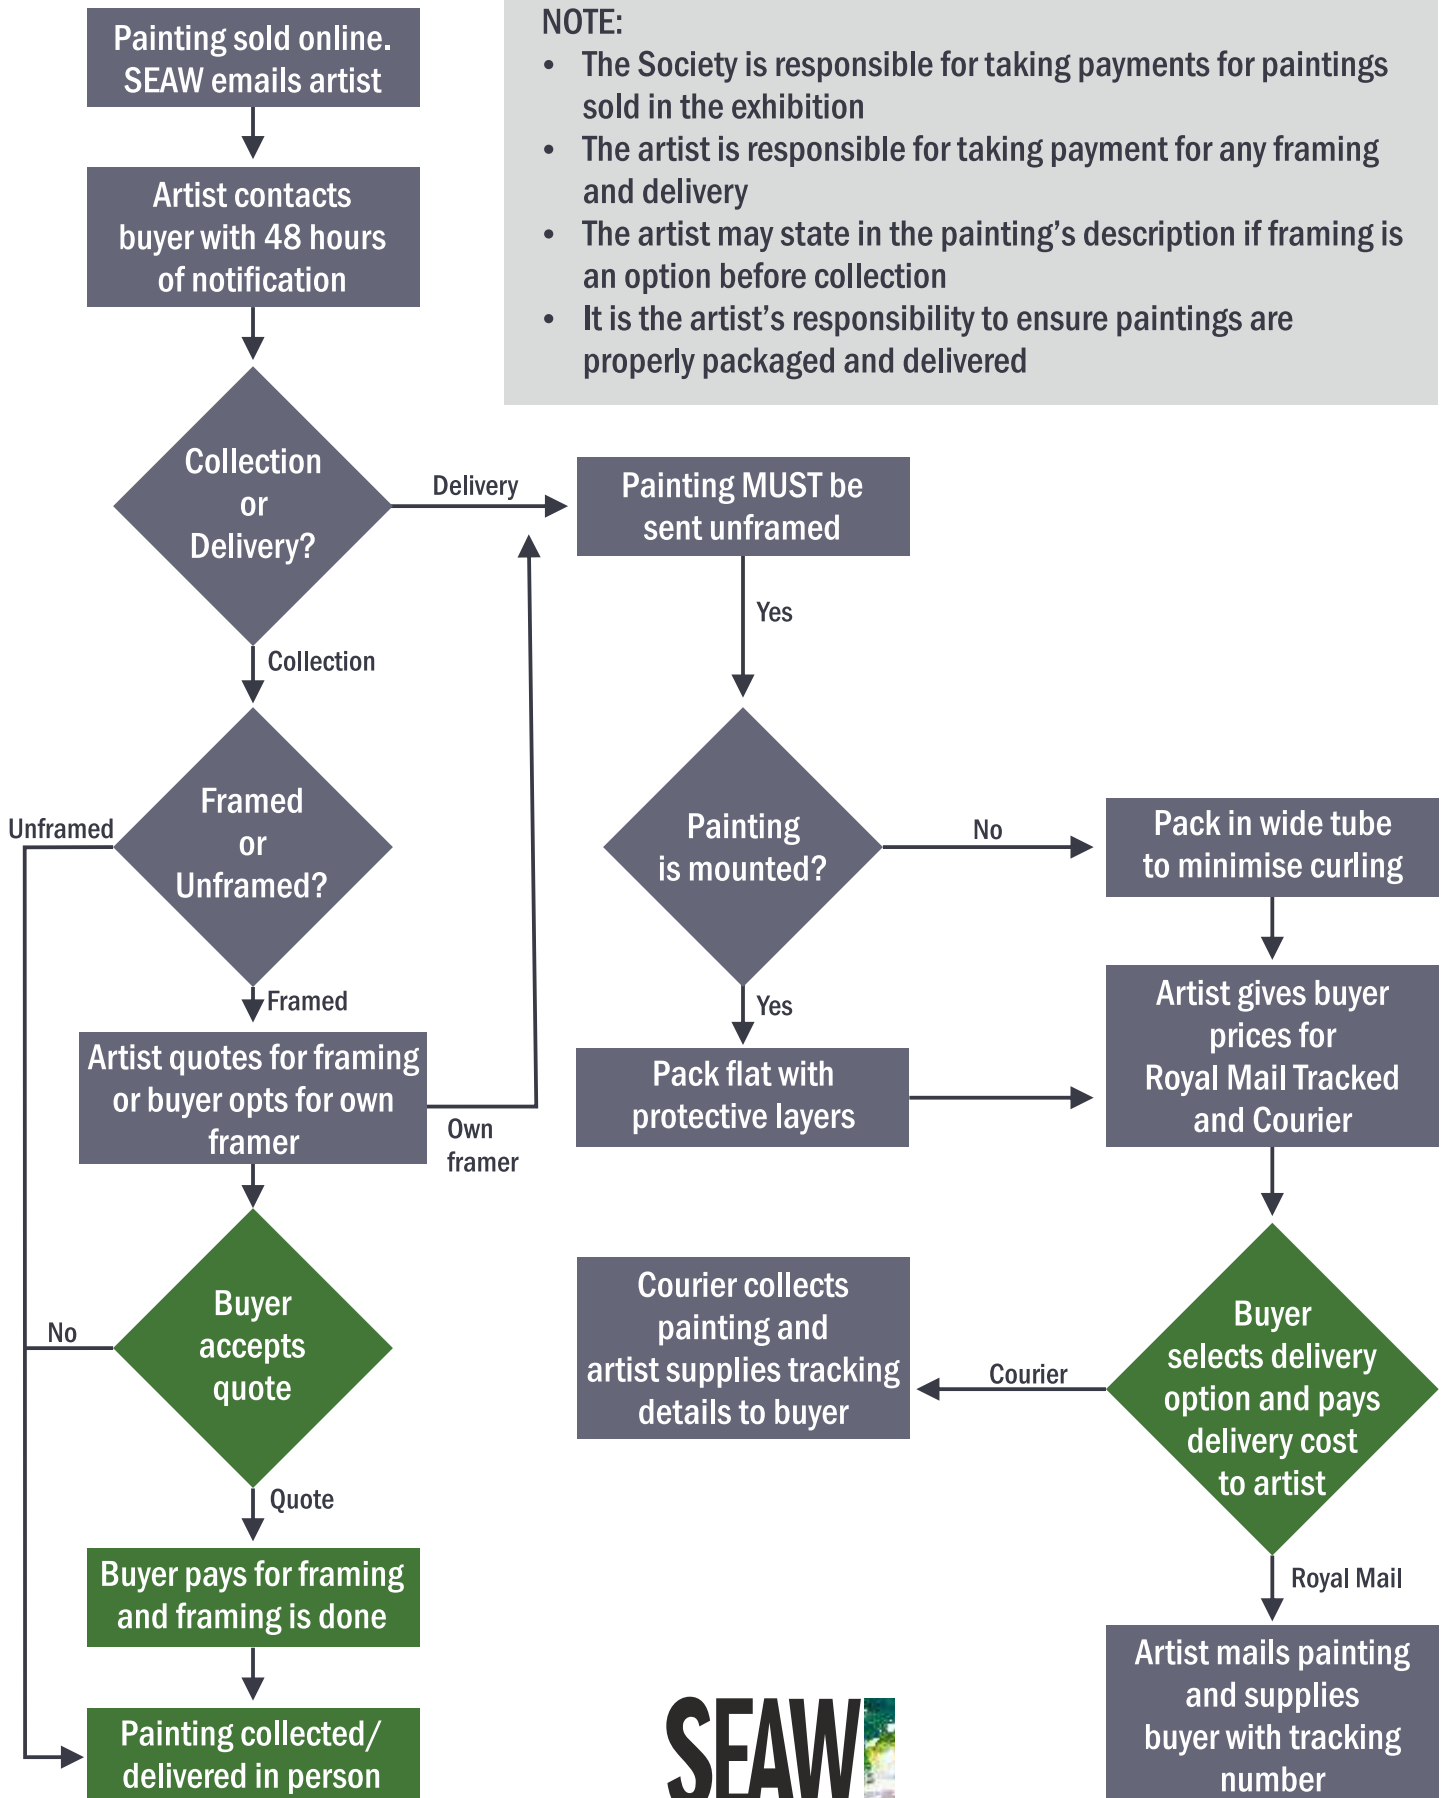 Painting sold online.
SEAW emails artist
NOTE:
• The Society is responsible for taking payments for paintings
sold in the exhibition
• The artist is responsible for taking payment for any framing
and delivery
• The artist may state in the painting’s description if framing is
an option before collection
• It is the artist’s responsibility to ensure paintings are
properly packaged and delivered
Artist contacts
buyer with 48 hours
of notification
Collection
or
Delivery?
Delivery
Painting MUST be
sent unframed
Yes
Collection
Framed
or
Unframed?
Unframed
Painting
is mounted?
No
Pack in wide tube
to minimise curling
Framed
Yes
Artist quotes for framing
or buyer opts for own
framer
Own
framer
Pack flat with
protective layers
Artist gives buyer
prices for
Royal Mail Tracked
and Courier
Buyer
accepts
quote
No
Courier collects
painting and
artist supplies tracking
details to buyer
Courier
Buyer
selects delivery
option and pays
delivery cost
to artist
Quote
Buyer pays for framing
and framing is done
Royal Mail
Painting collected/
delivered in person
SEAW
Artist mails painting
and supplies
buyer with tracking
number